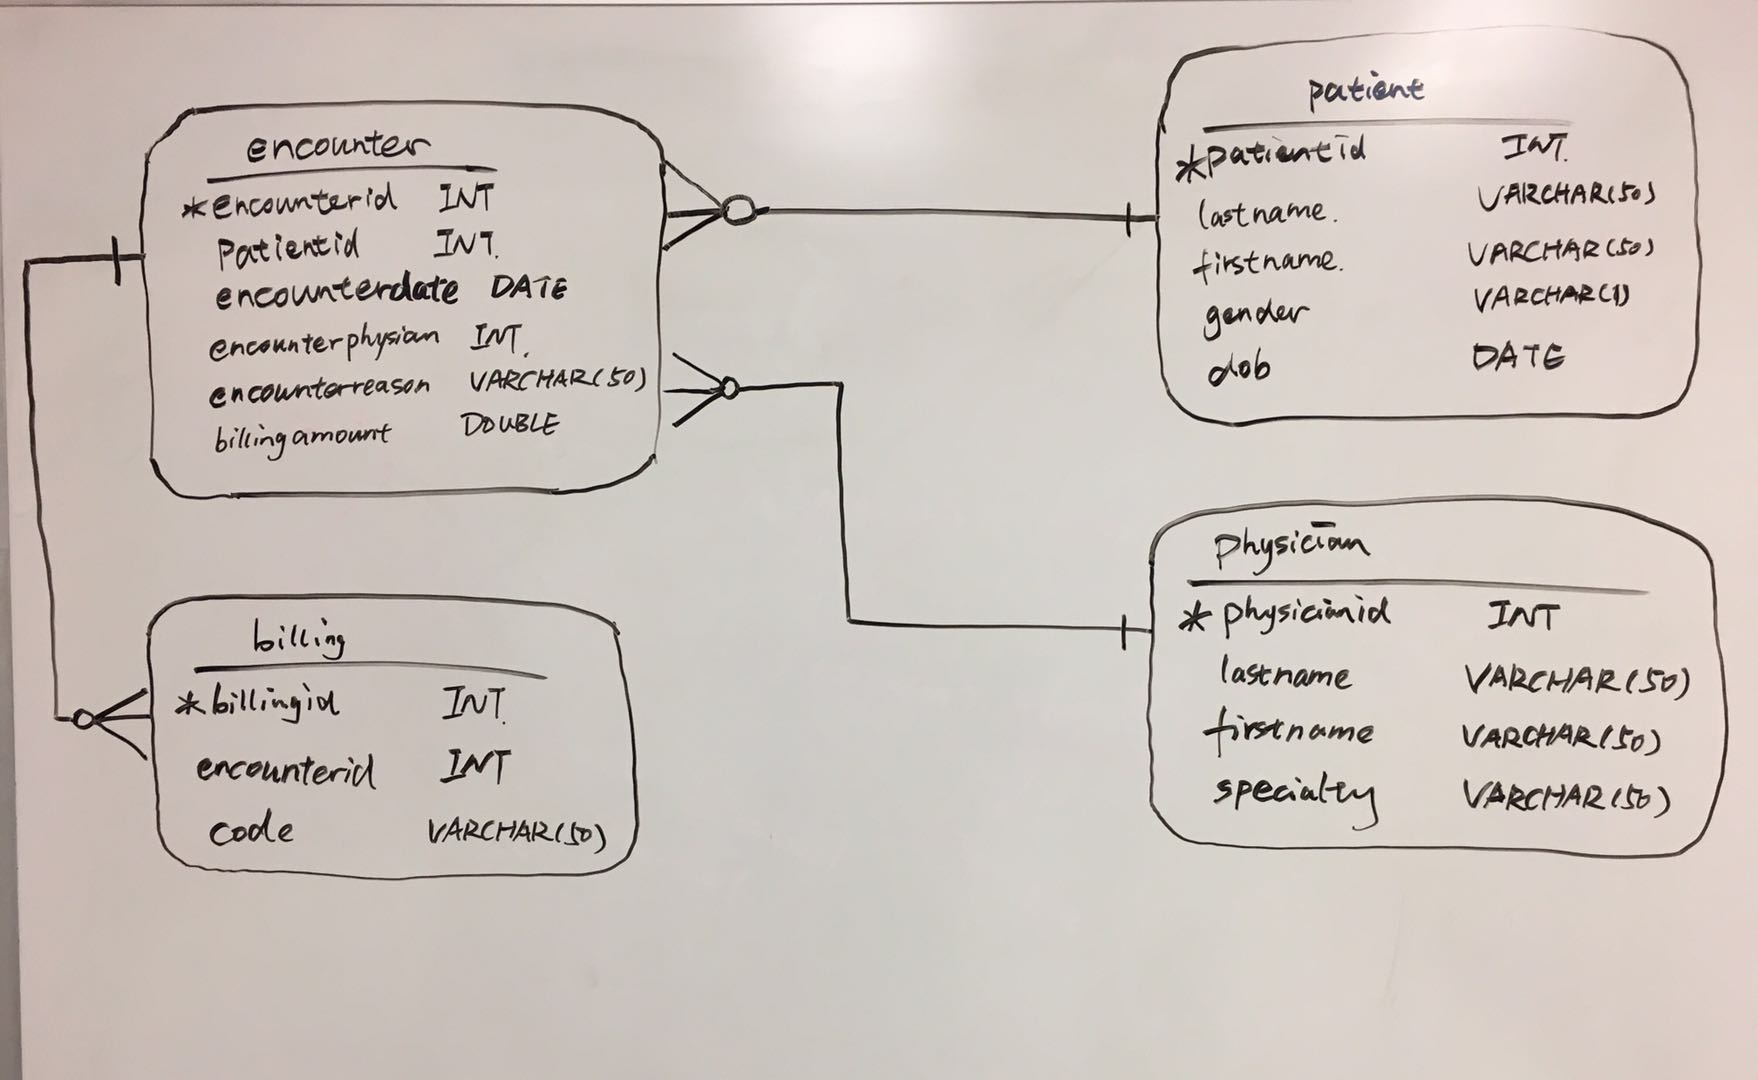 encounter
*encounterid INT
Patientid INT.
encounterdate DATE
encounterphysian INT.
encounterreason VARCHAR(50)
billingamount DOUBLE
patient
*patientid INT.
lastname. VARCHAR(50)
firstname. VARCHAR(50)
gender VARCHAR(1)
dob DATE
billing
*billingid INT.
encounterid INT
code VARCHAR(50)
physician
*physicianid INT
lastname VARCHAR(50)
firstname VARCHAR(50)
specialty VARCHAR(50)